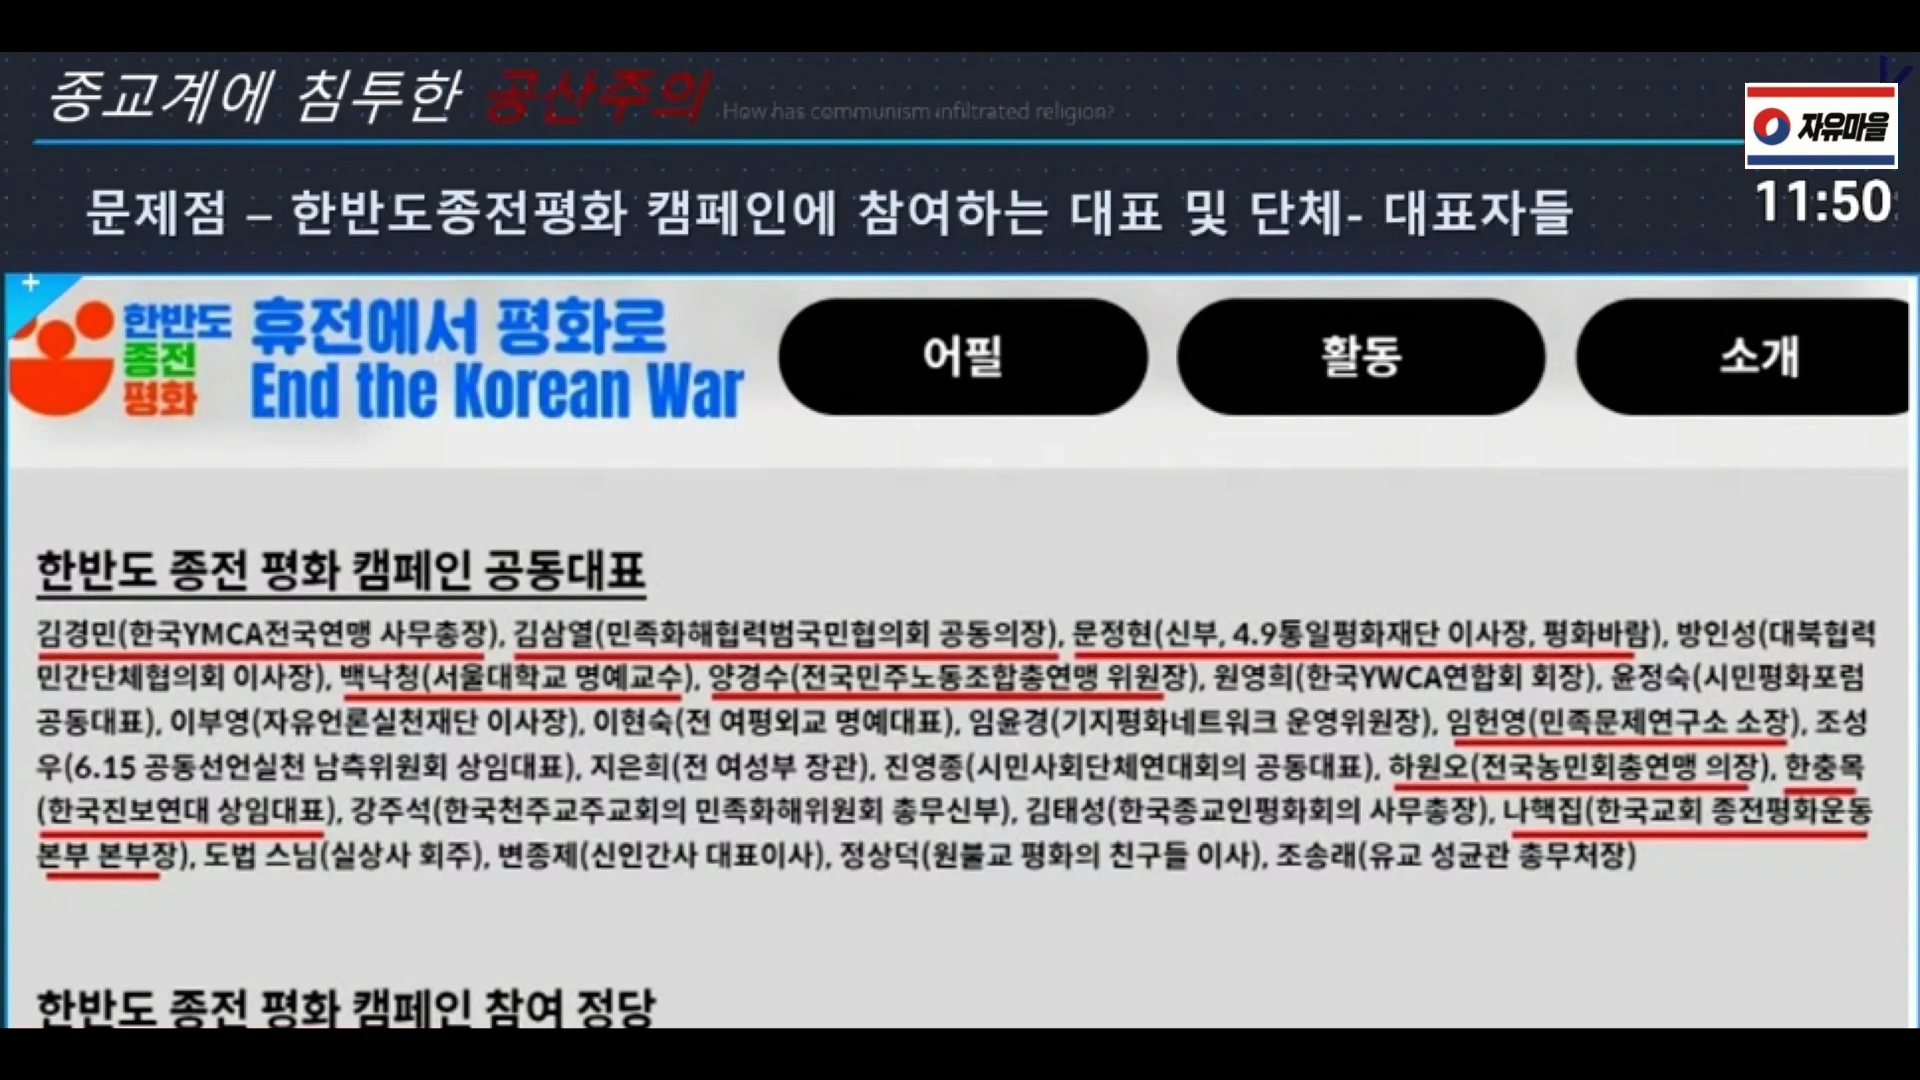 종교계에 침투한 공산주의 How has communism infiltrated religion?
자유마을
문제점 – 한반도종전평화 캠페인에 참여하는 대표 및 단체- 대표자들
11:50
한반도
종전
평화
휴전에서 평화로
End the Korean War
어필
활동
소개
한반도 종전 평화 캠페인 공동대표
김경민(한국YMCA전국연맹 사무총장), 김삼열(민족화해협력범국민협의회 공동의장), 문정현(신부, 4.9통일평화재단 이사장, 평화바람), 방인성(대북협력
민간단체협의회 이사장), 백낙청(서울대학교 명예교수), 양경수(전국민주노동조합총연맹 위원장), 원영희(한국YWCA연합회 회장), 윤정숙(시민평화포럼
공동대표), 이부영(자유언론실천재단 이사장), 이현숙(전 여평외교 명예대표), 임윤경(기지평화네트워크 운영위원장), 임헌영(민족문제연구소 소장), 조성
우(6.15 공동선언실천 남측위원회 상임대표), 지은희(전 여성부 장관), 진영종(시민사회단체연대회의 공동대표), 하원오(전국농민회총연맹 의장), 한충목
(한국진보연대 상임대표), 강주석(한국천주교주교회의 민족화해위원회 총무신부), 김태성(한국종교인평화회의 사무총장), 나핵집(한국교회 종전평화운동
본부 본부장), 도법 스님(실상사 회주), 변종제(신인간사 대표이사), 정상덕(원불교 평화의 친구들 이사), 조송래(유교 성균관 총무처장)
한반도 종전 평화 캠페인 참여 정당